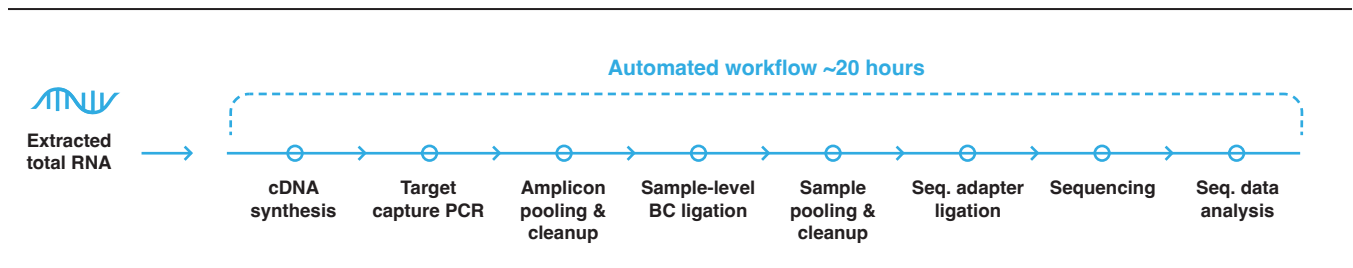 Automated workflow ~20 hours
Extracted
total RNA
cDNA
synthesis
Target
capture PCR
Amplicon
pooling &
cleanup
Sample-level
BC ligation
Sample
pooling &
cleanup
Seq. adapter
ligation
Sequencing
Seq. data
analysis